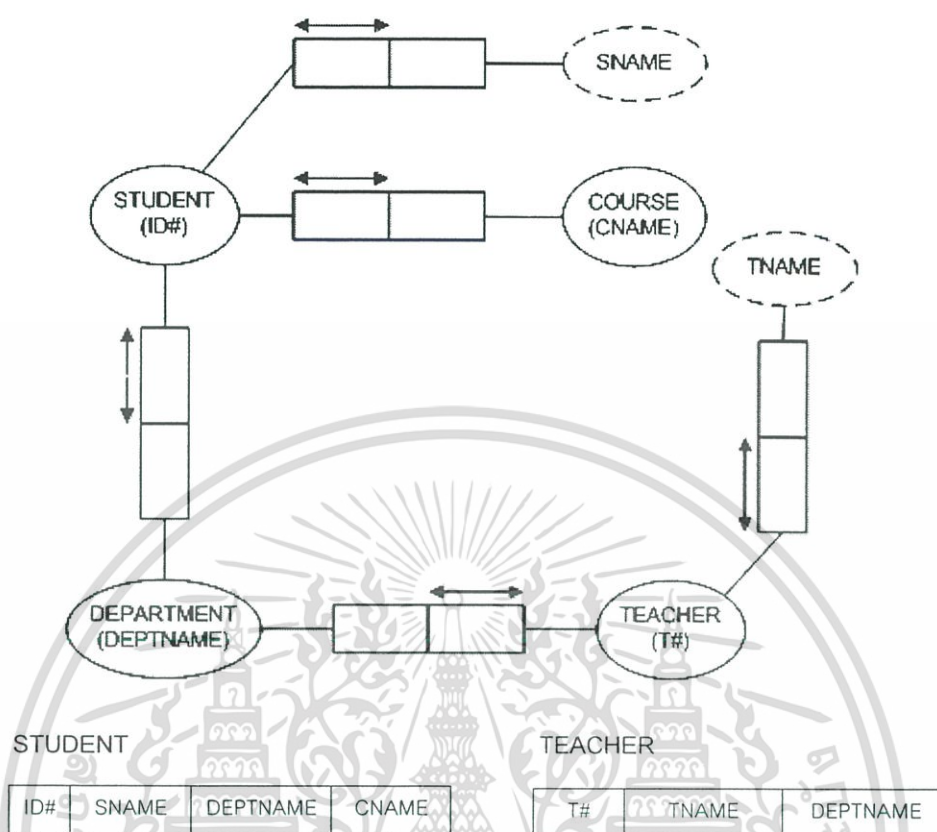 SNAME
STUDENT
(ID#)
COURSE
(CNAME)
TNAME
DEPARTMENT
(DEPTNAME)
TEACHER
(T#)
STUDENT
TEACHER
ID# SNAME DEPTNAME CNAME
T# TNAME DEPTNAME